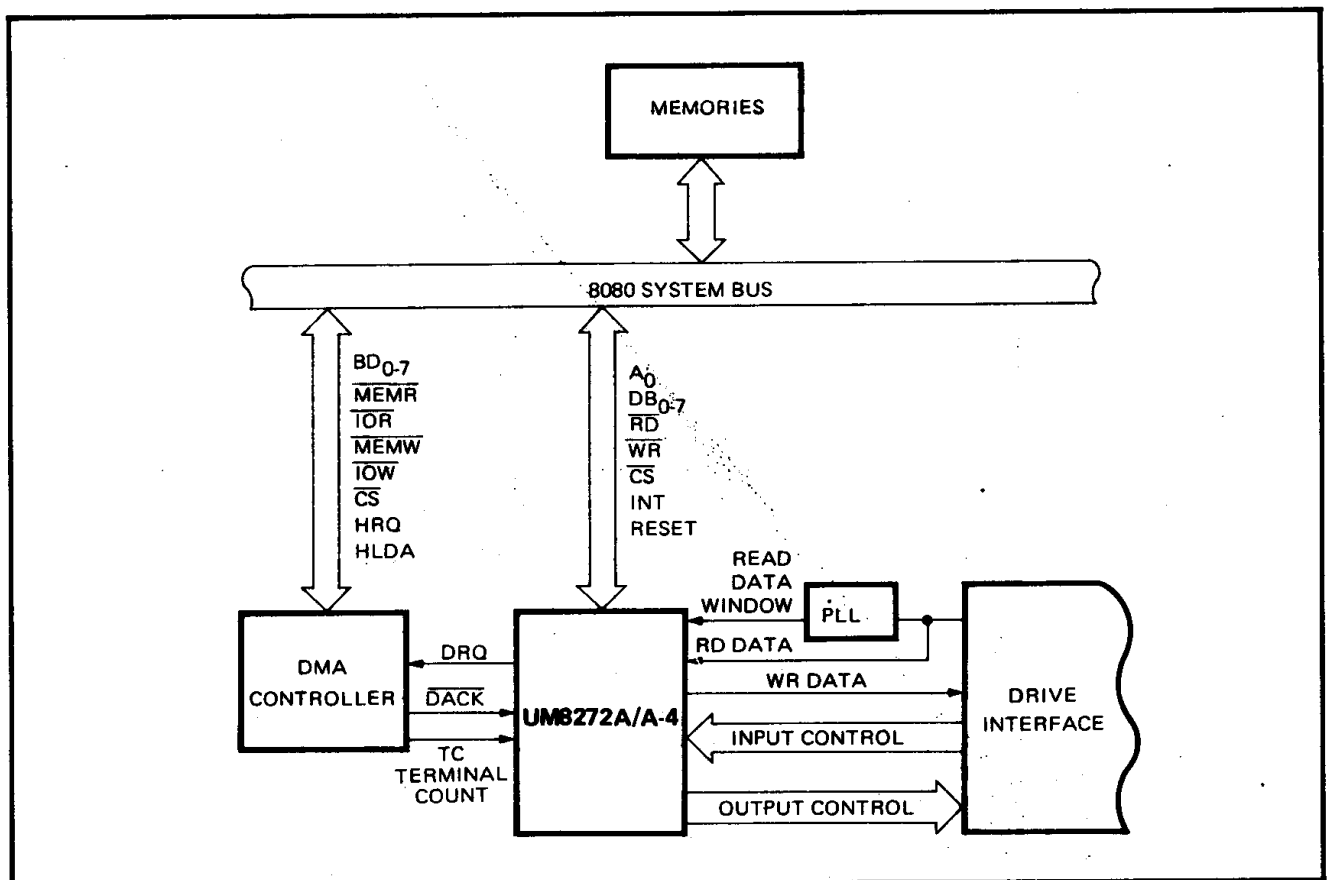 MEMORIES
8080 SYSTEM BUS
BD0-7
MEMR
IOR
MEMW
IOW
CS
HRQ
HLDA
A0
DB0-7
RD
WR
CS
INT
RESET
READ
DATA
WINDOW
PLL
RD DATA
WR DATA
INPUT CONTROL
OUTPUT CONTROL
DMA
CONTROLLER
DRQ
DACK
TC
TERMINAL
COUNT
UM8272A/A-4
DRIVE
INTERFACE